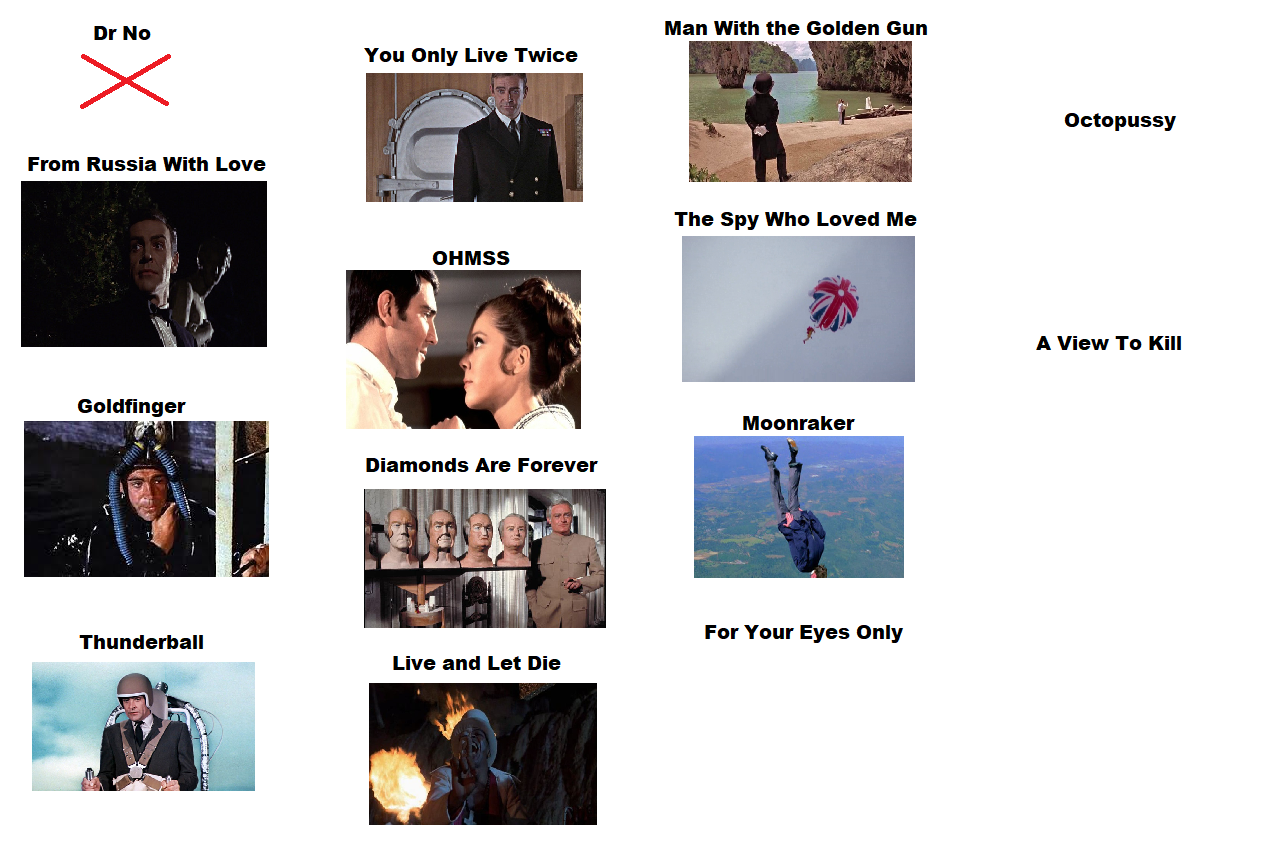 Dr No
From Russia With Love
Goldfinger
Thunderball
You Only Live Twice
OHMSS
Diamonds Are Forever
Live and Let Die
Man With the Golden Gun
The Spy Who Loved Me
Moonraker
For Your Eyes Only
Octopussy
A View To Kill